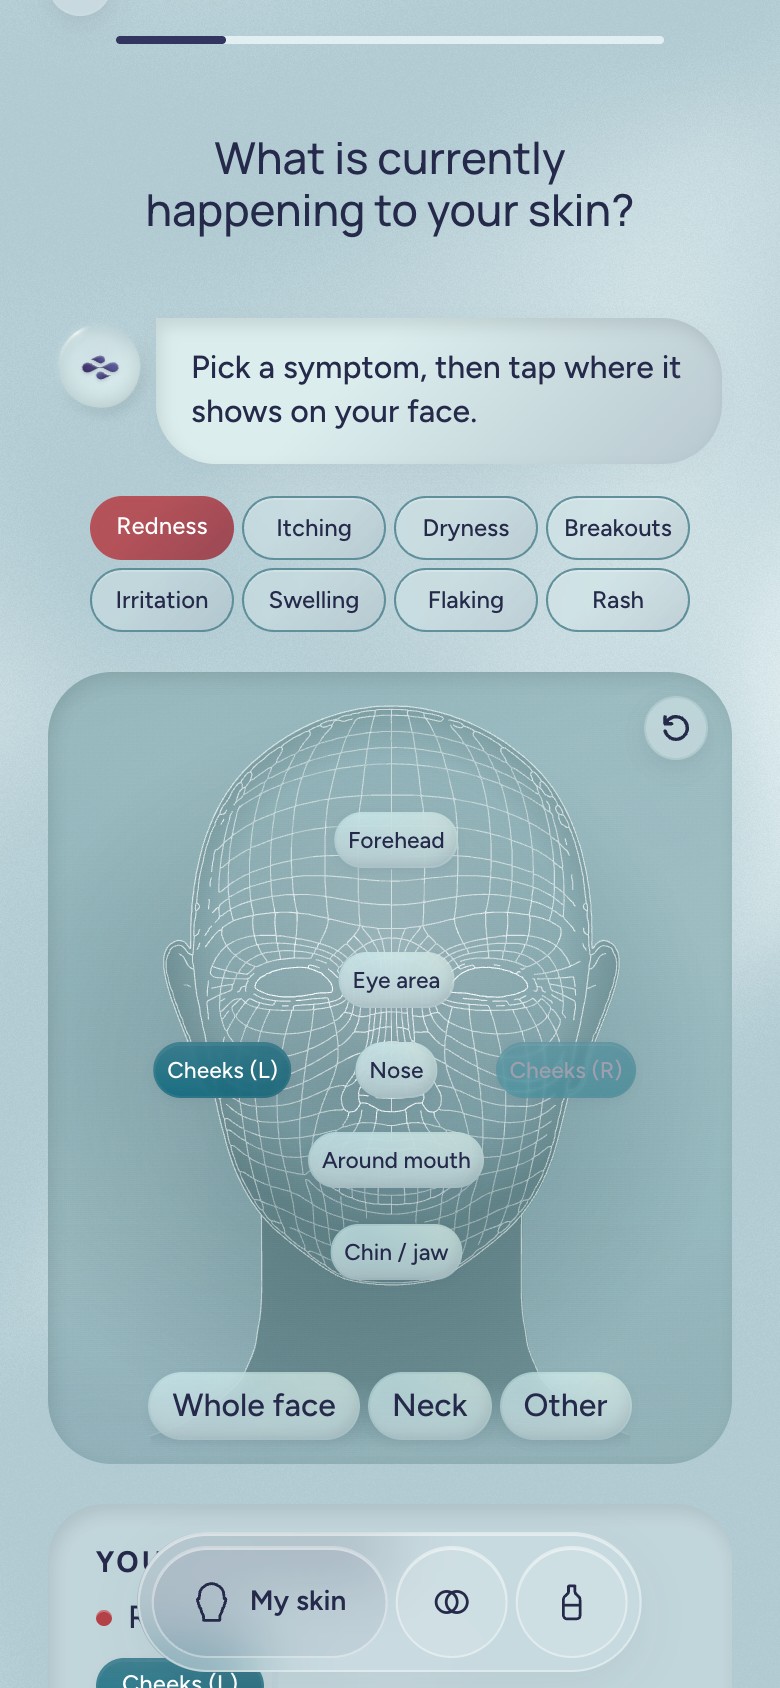 What is currently
happening to your skin?
Pick a symptom, then tap where it
shows on your face.
Redness
Itching
Dryness
Breakouts
Irritation
Swelling
Flaking
Rash
Forehead
Eye area
Cheeks (L)
Nose
Cheeks (R)
Around mouth
Chin / jaw
Whole face
Neck
Other
My skin
Cheeks (L)